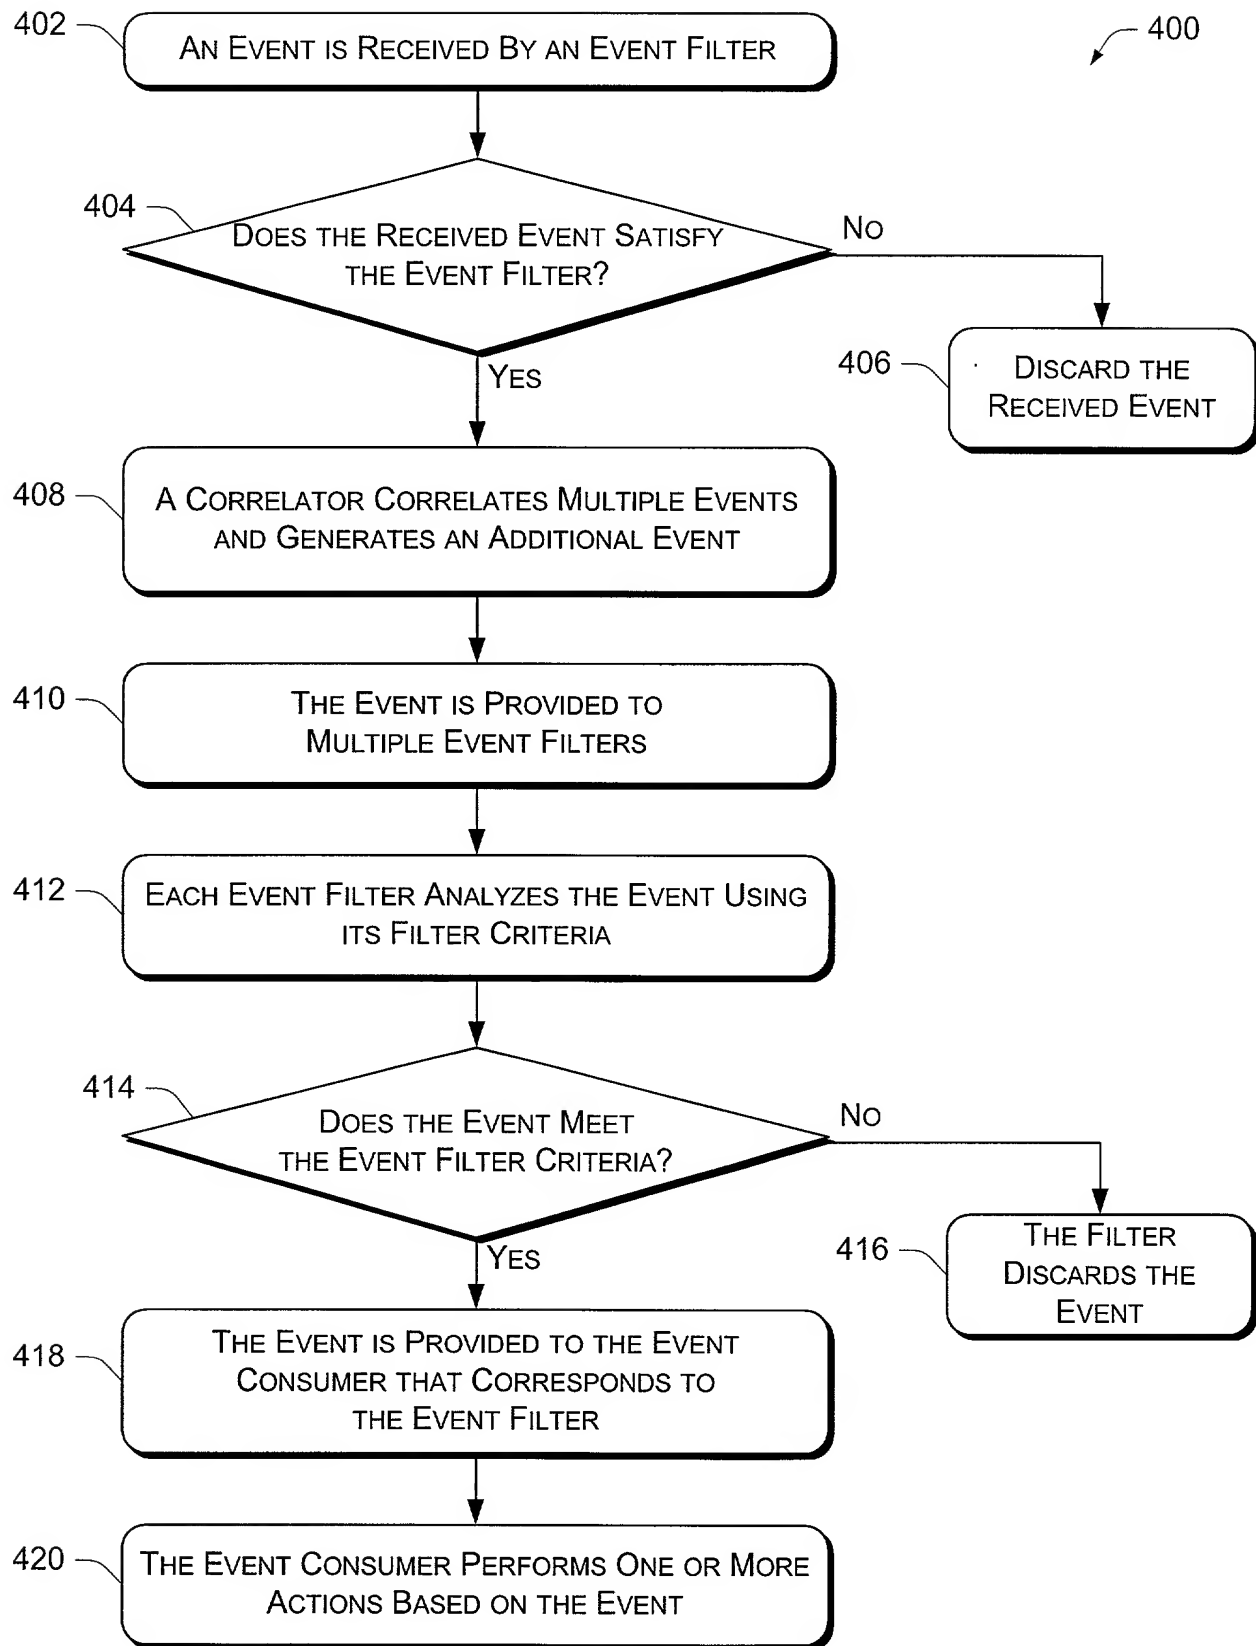 402
AN EVENT IS RECEIVED BY AN EVENT FILTER
400
404
DOES THE RECEIVED EVENT SATISFY
THE EVENT FILTER?
NO
YES
406
DISCARD THE
RECEIVED EVENT
408
A CORRELATOR CORRELATES MULTIPLE EVENTS
AND GENERATES AN ADDITIONAL EVENT
410
THE EVENT IS PROVIDED TO
MULTIPLE EVENT FILTERS
412
EACH EVENT FILTER ANALYZES THE EVENT USING
ITS FILTER CRITERIA
414
DOES THE EVENT MEET
THE EVENT FILTER CRITERIA?
NO
YES
416
THE FILTER
DISCARDS THE
EVENT
418
THE EVENT IS PROVIDED TO THE EVENT
CONSUMER THAT CORRESPONDS TO
THE EVENT FILTER
420
THE EVENT CONSUMER PERFORMS ONE OR MORE
ACTIONS BASED ON THE EVENT